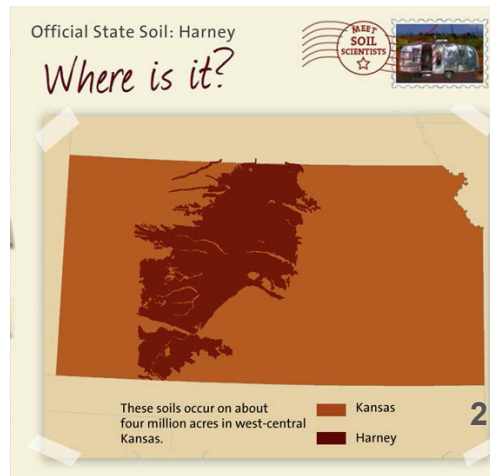 Official State Soil: Harney
Where is it?
MEET
SOIL
SCIENTISTS
These soils occur on about
four million acres in west-central
Kansas.
Kansas
Harney
2